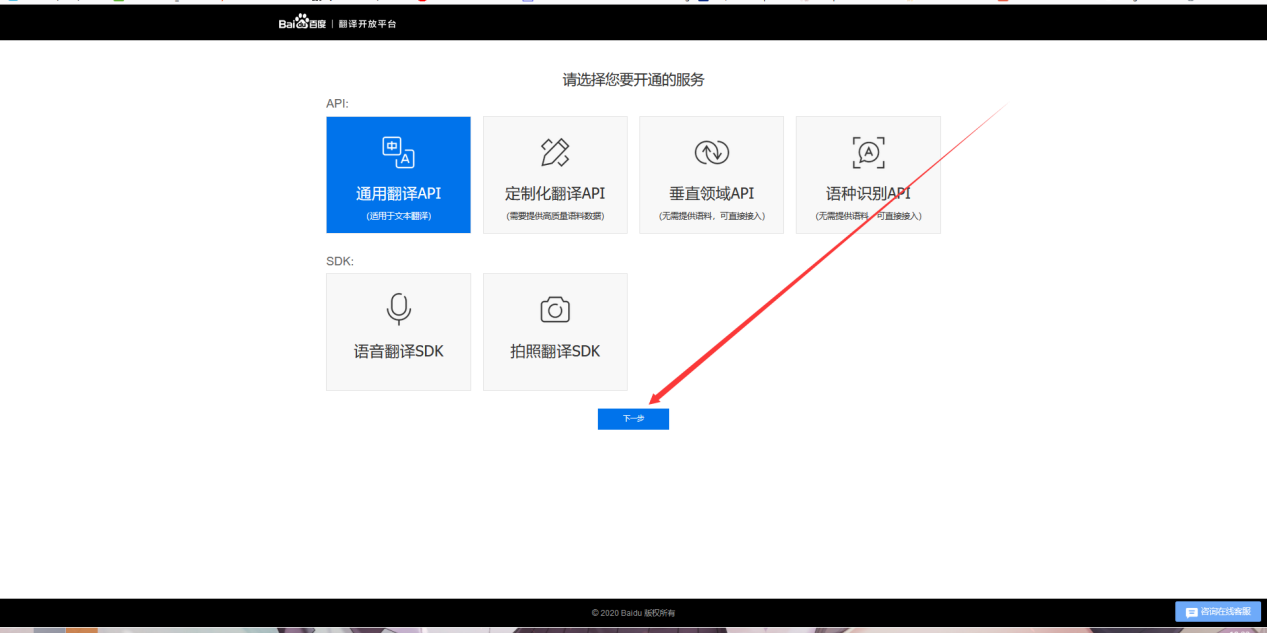 Bai百度 | 翻译开放平台
请选择您要开通的服务
API:
通用翻译API
(适用于文本翻译)
定制化翻译API
(需要提供高质量语料数据)
垂直领域API
(无需提供语料，可直接接入)
语种识别API
(无需提供语料，可直接接入)
SDK:
语音翻译SDK
拍照翻译SDK
下一步
© 2020 Baidu 版权所有
咨询在线客服